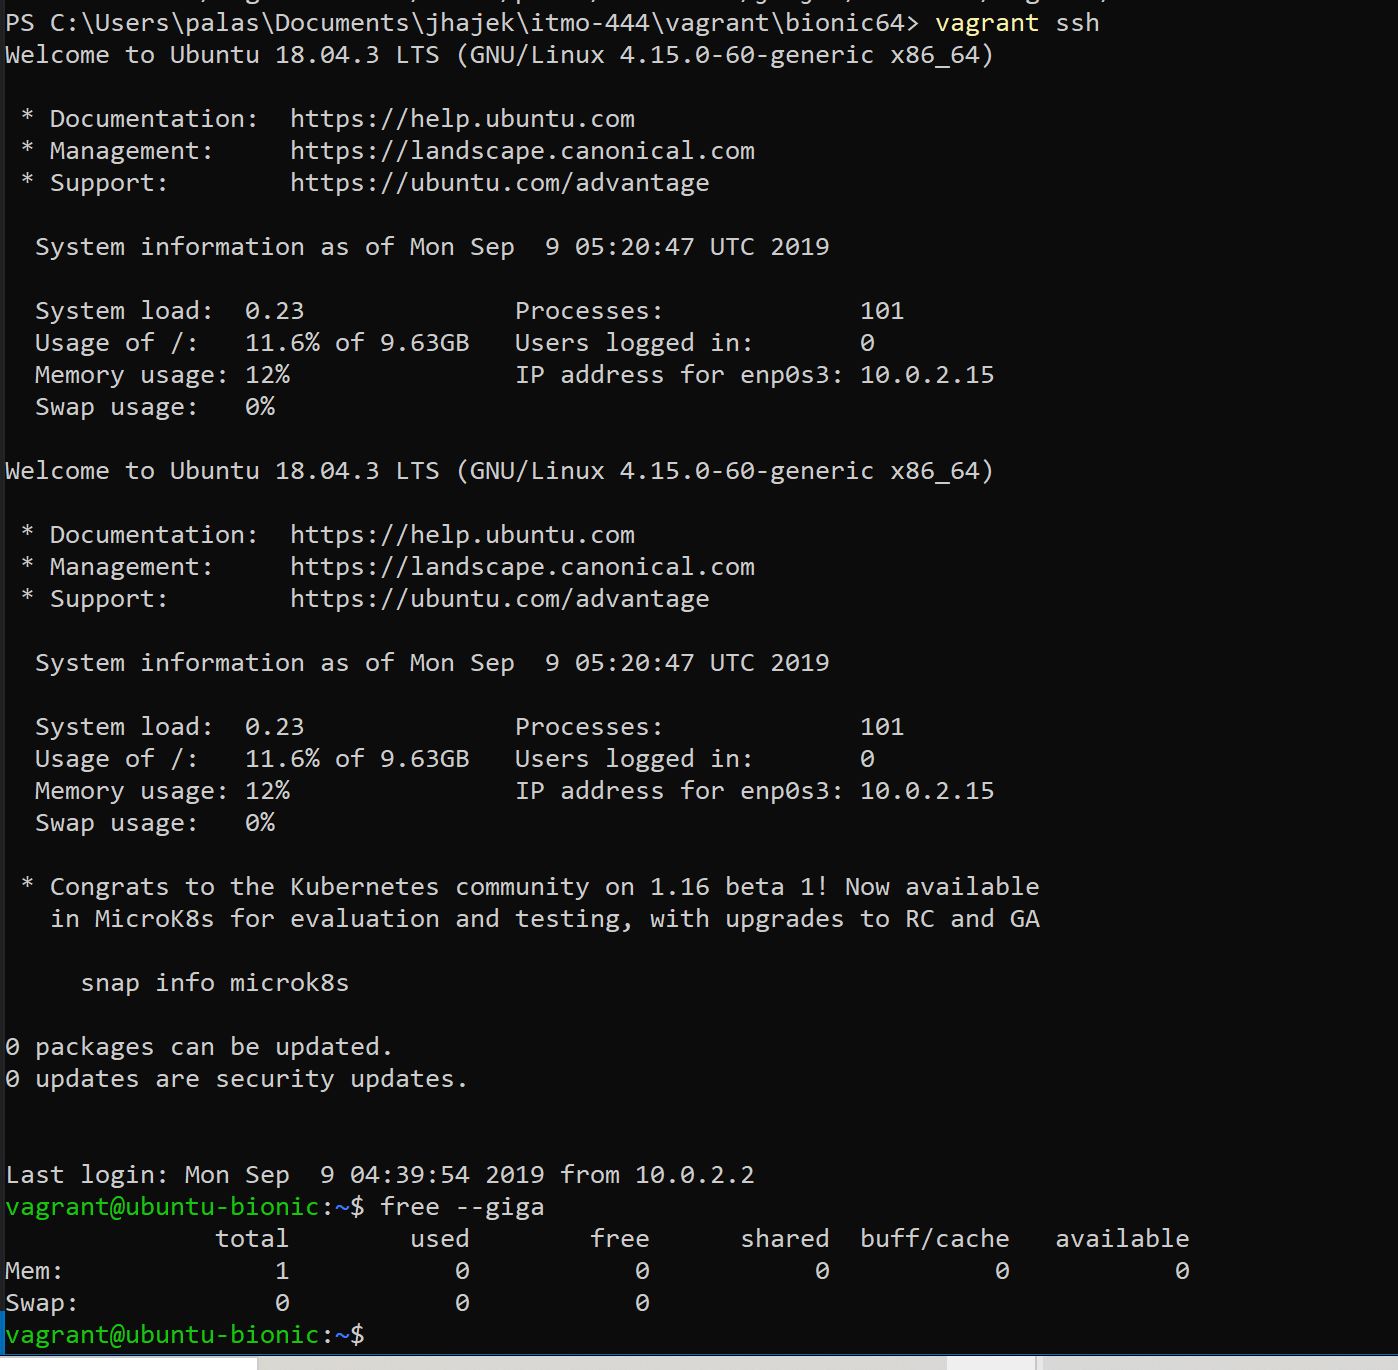 PS C:\Users\palas\Documents\jhajek\itmo-444\vagrant\bionic64> vagrant ssh
Welcome to Ubuntu 18.04.3 LTS (GNU/Linux 4.15.0-60-generic x86_64)
* Documentation:  https://help.ubuntu.com
* Management:     https://landscape.canonical.com
* Support:        https://ubuntu.com/advantage
System information as of Mon Sep  9 05:20:47 UTC 2019
System load:  0.23              Processes:             101
Usage of /:   11.6% of 9.63GB   Users logged in:       0
Memory usage: 12%               IP address for enp0s3: 10.0.2.15
Swap usage:   0%
Welcome to Ubuntu 18.04.3 LTS (GNU/Linux 4.15.0-60-generic x86_64)
* Documentation:  https://help.ubuntu.com
* Management:     https://landscape.canonical.com
* Support:        https://ubuntu.com/advantage
System information as of Mon Sep  9 05:20:47 UTC 2019
System load:  0.23              Processes:             101
Usage of /:   11.6% of 9.63GB   Users logged in:       0
Memory usage: 12%               IP address for enp0s3: 10.0.2.15
Swap usage:   0%
* Congrats to the Kubernetes community on 1.16 beta 1! Now available
in MicroK8s for evaluation and testing, with upgrades to RC and GA
snap info microk8s
0 packages can be updated.
0 updates are security updates.
Last login: Mon Sep  9 04:39:54 2019 from 10.0.2.2
vagrant@ubuntu-bionic:~$ free --giga
total        used        free      shared  buff/cache   available
Mem:              1           0           0           0           0           0
Swap:             0           0           0
vagrant@ubuntu-bionic:~$